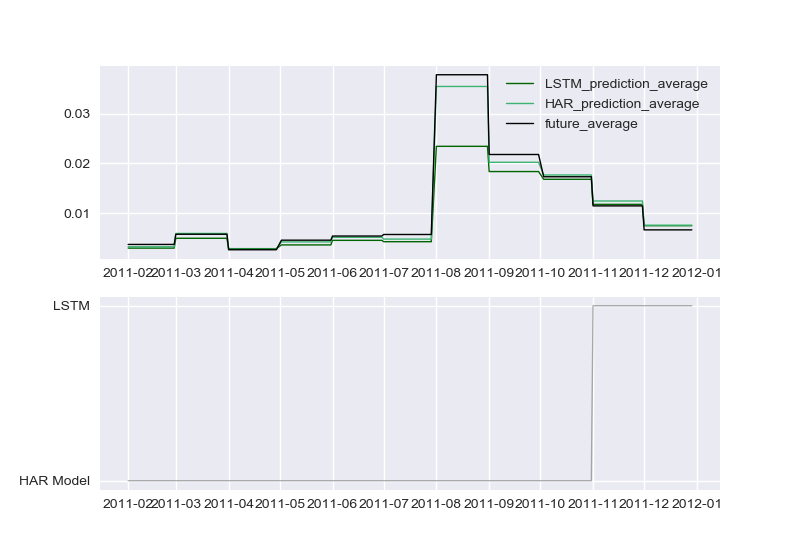 LSTM_prediction_average
HAR_prediction_average
future_average
0.03
0.02
0.01
2011-02 2011-03 2011-04 2011-05 2011-06 2011-07 2011-08 2011-09 2011-10 2011-11 2011-12 2012-01
LSTM
HAR Model
2011-02 2011-03 2011-04 2011-05 2011-06 2011-07 2011-08 2011-09 2011-10 2011-11 2011-12 2012-01